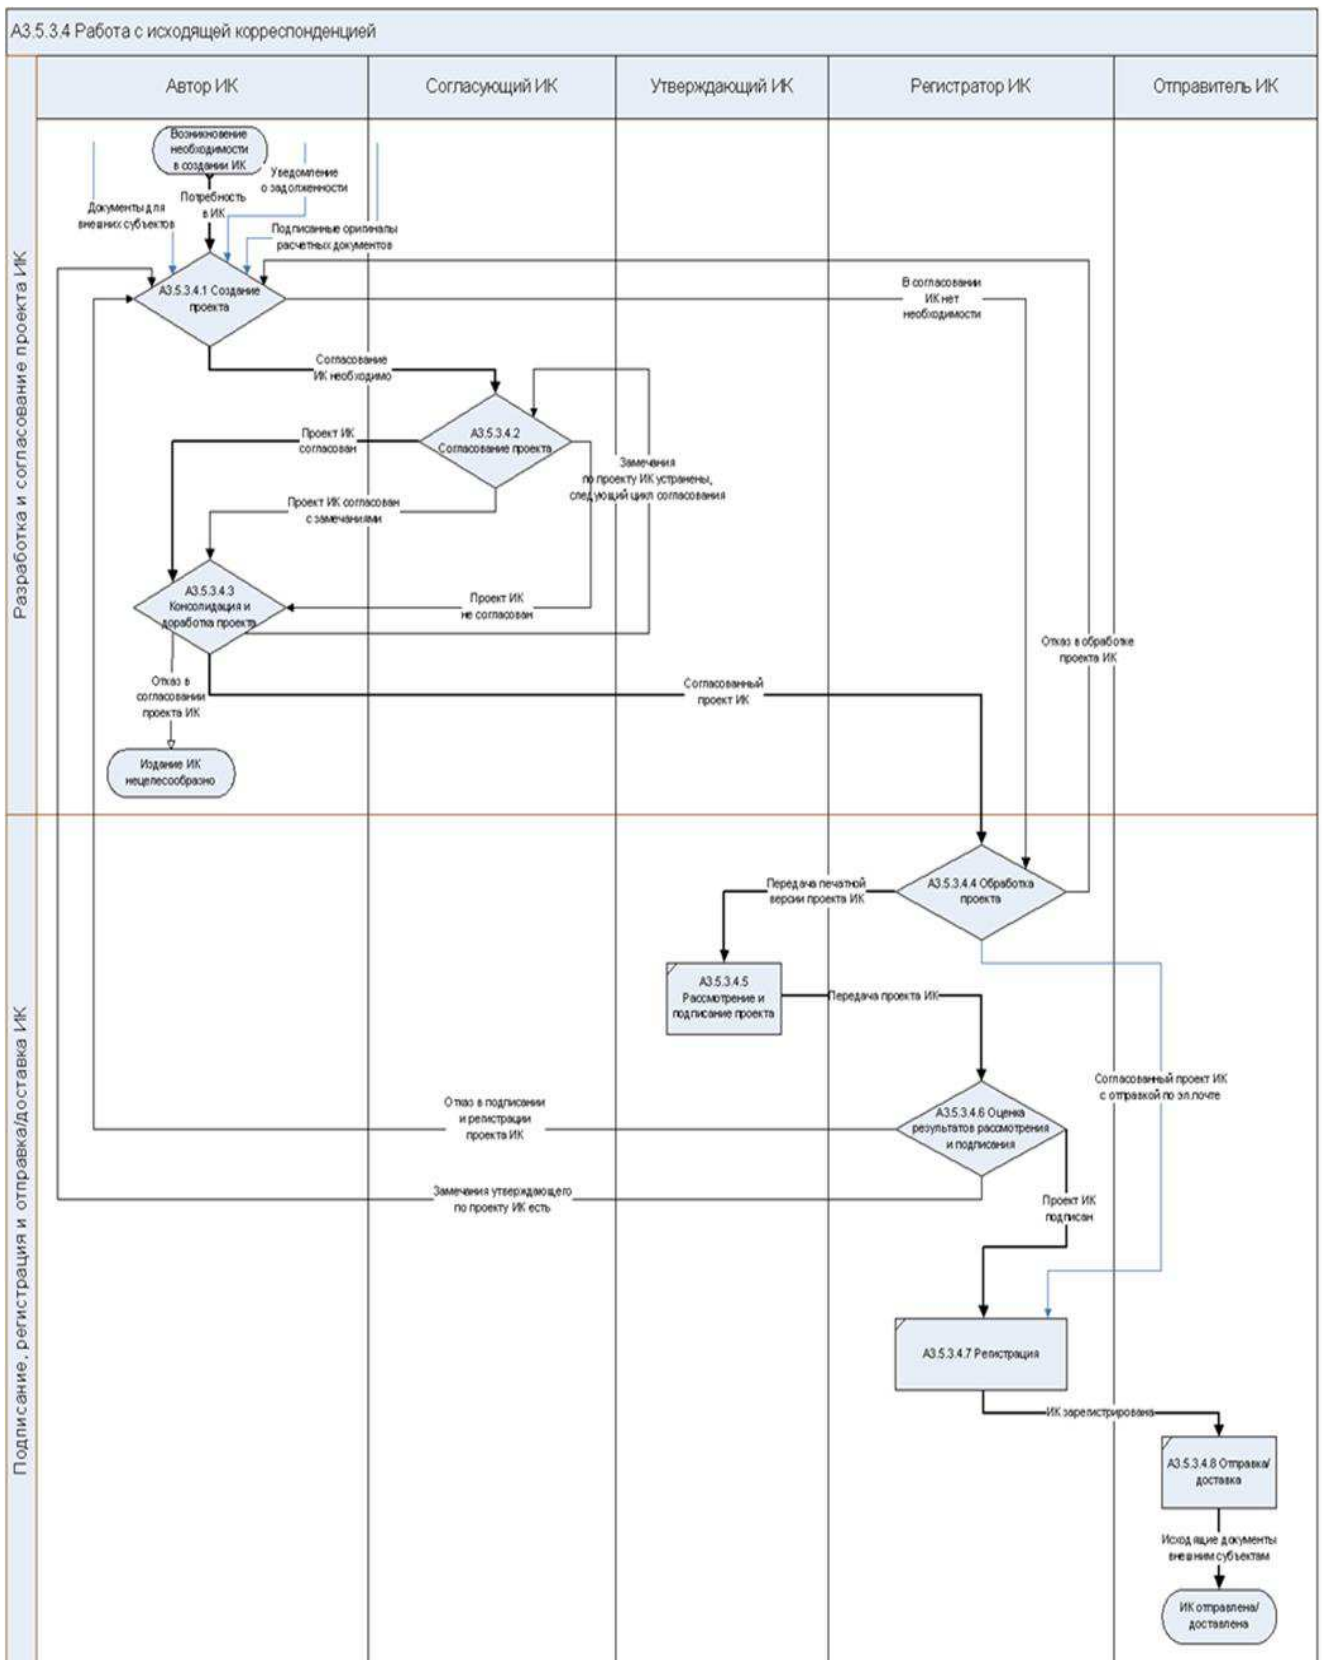 А3.5.3.4 Работа с исходящей корреспонденцией
Автор ИК
Согласующий ИК
Утверждающий ИК
Регистратор ИК
Отправитель ИК
Разработка и согласование проекта ИК
Возникновение
необходимости
в создании ИК
Уведомление
о задолженности
Потребность
в ИК
Документы для
внешних субъектов
Подписанные оригиналы
расчетных документов
А3.5.3.4.1 Создание
проекта
В согласовании
ИК нет
необходимости
Согласование
ИК необходимо
А3.5.3.4.2
Согласование проекта
Проект ИК
согласован
Замечания
по проекту ИК устранены,
следующий цикл согласования
Проект ИК согласован
с замечаниями
А3.5.3.4.3
Консолидация и
доработка проекта
Проект ИК
не согласован
Отказ в обработке
проекта ИК
Отказ в
согласовании
проекта ИК
Согласованный
проект ИК
Издание ИК
нецелесообразно
Подписание, регистрация и отправка/доставка ИК
Передача печатной
версии проекта ИК
А3.5.3.4.4 Обработка
проекта
А3.5.3.4.5
Рассмотрение и
подписание проекта
Передача проекта ИК
Согласованный проект ИК
с отправкой по эл.почте
Отказ в подписании
и регистрации
проекта ИК
А3.5.3.4.6 Оценка
результатов рассмотрения
и подписания
Замечания утверждающего
по проекту ИК есть
Проект ИК
подписан
А3.5.3.4.7 Регистрация
ИК зарегистрирована
А3.5.3.4.8 Отправка/
доставка
Исходящие документы
внешним субъектам
ИК отправлена/
доставлена